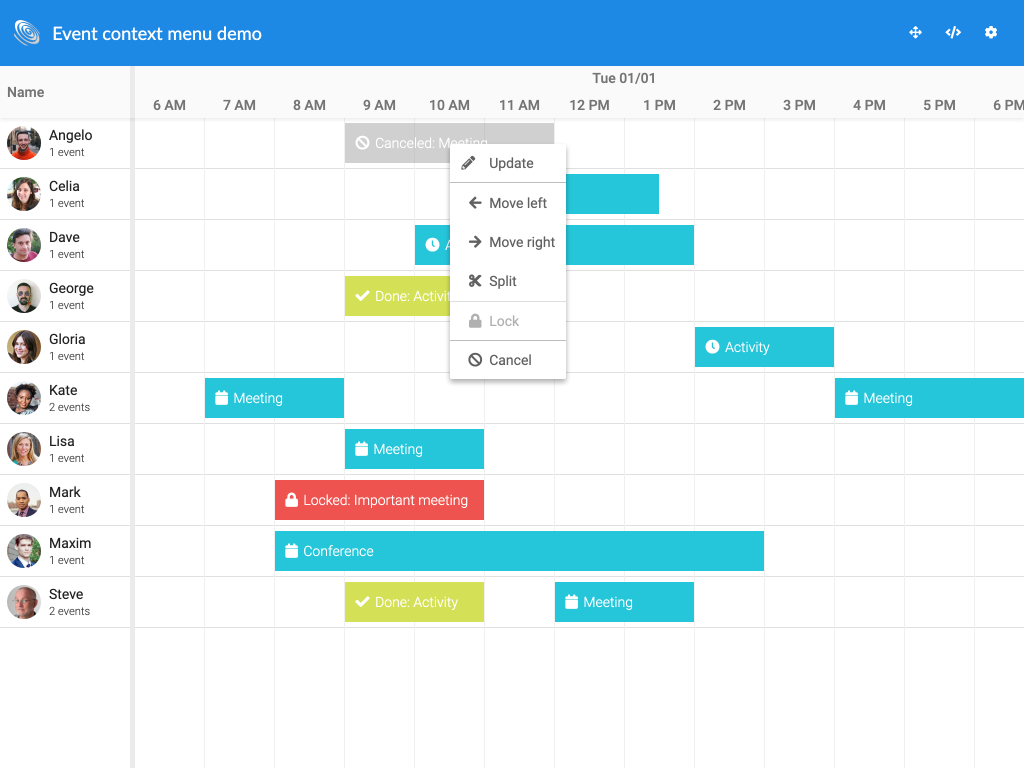 Event context menu demo
Name
Tue 01/01
6 AM 7 AM 8 AM 9 AM 10 AM 11 AM 12 PM 1 PM 2 PM 3 PM 4 PM 5 PM 6 PM
Angelo
1 event
Canceled: Meeting
Update
Move left
Move right
Split
Lock
Cancel
Celia
1 event
Dave
1 event
George
1 event
Done: Activi
Gloria
1 event
Activity
Kate
2 events
Meeting
Meeting
Lisa
1 event
Meeting
Mark
1 event
Locked: Important meeting
Maxim
1 event
Conference
Steve
2 events
Done: Activity
Meeting